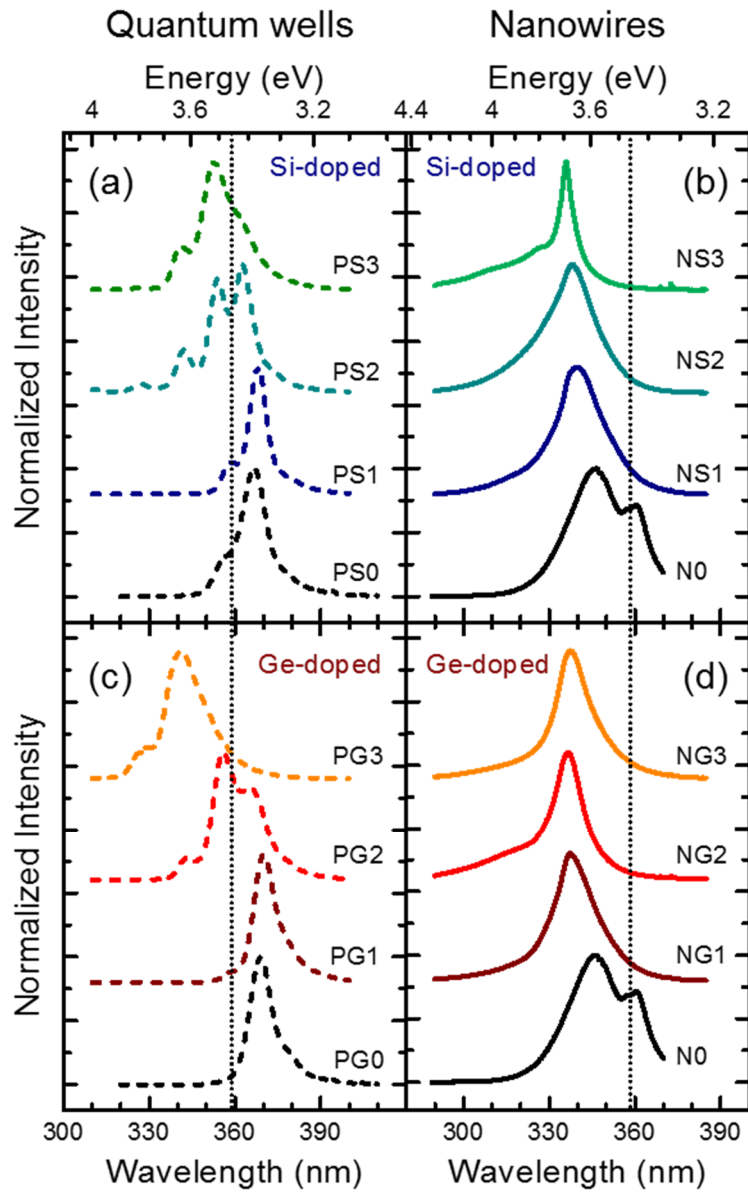 Quantum wells Nanowires
Energy (eV) Energy (eV)
4 3.6 3.2 4.4 4 3.6 3.2
(a) Si-doped Si-doped (b)
PS3 NS3
PS2 NS2
PS1 NS1
PS0 N0
Normalized Intensity
(c) Ge-doped Ge-doped (d)
PG3 NG3
PG2 NG2
PG1 NG1
PG0 N0
Normalized Intensity
300 330 360 390 330 360 390
Wavelength (nm) Wavelength (nm)